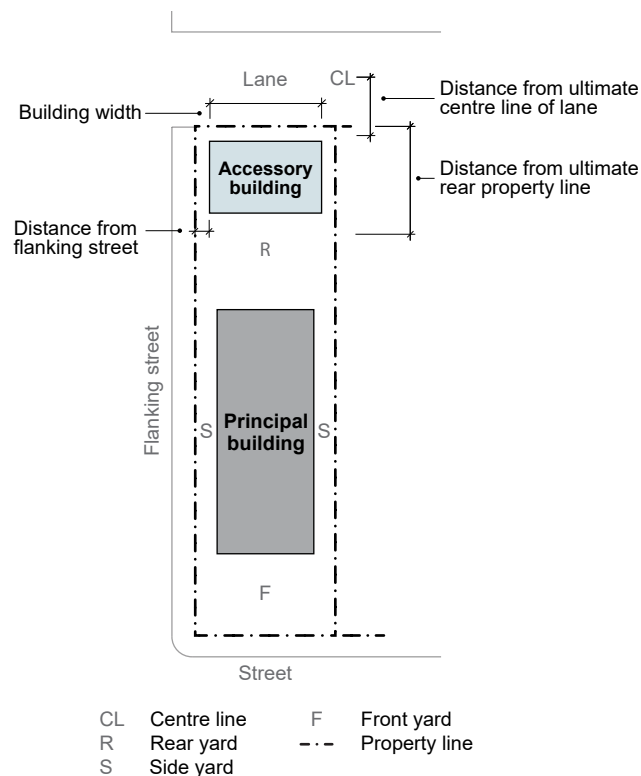 Lane
CL
Distance from ultimate
centre line of lane
Building width
Accessory
building
Distance from ultimate
rear property line
Distance from
flanking street
R
Flanking street
S
Principal
building
S
F
Street
CL Centre line
F Front yard
R Rear yard
Property line
S Side yard